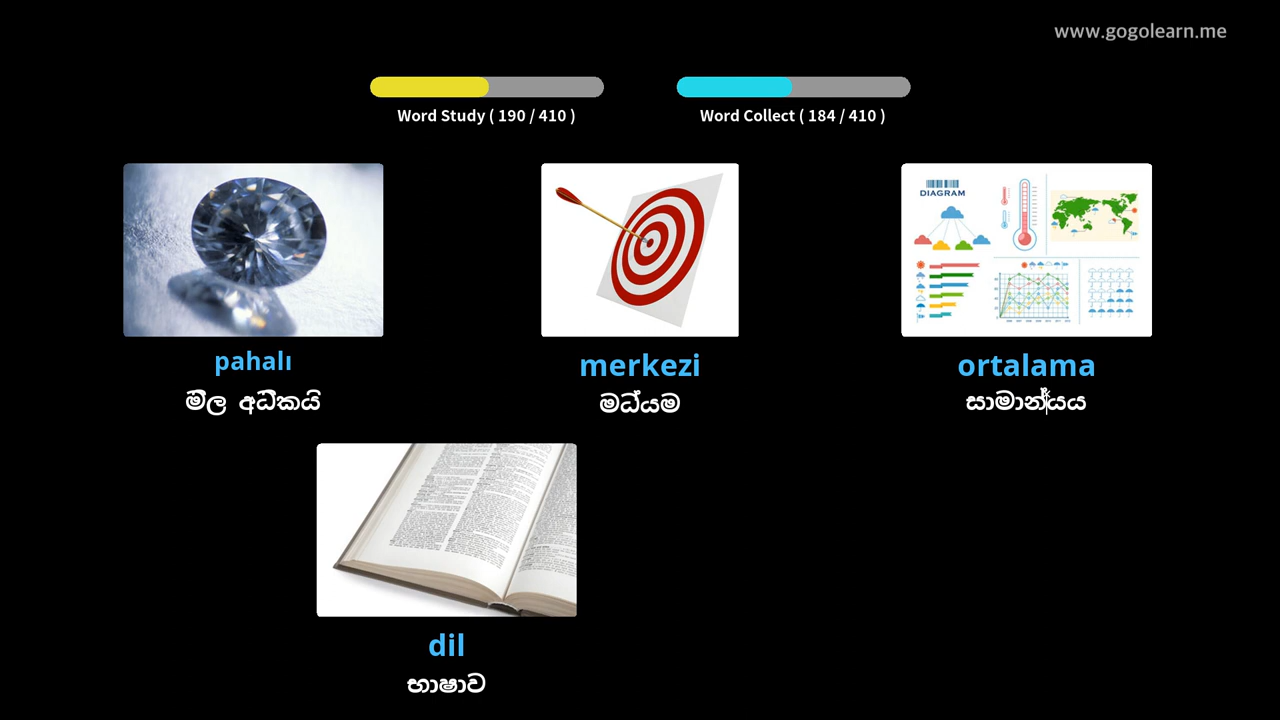 www.gogolearn.me
Word Study ( 190 / 410 )
Word Collect ( 184 / 410 )
DIAGRAM
pahalı
merkezi
ortalama
මිල අධිකයි
මධ්යම
සාමාන්යය
dil
භාෂාව